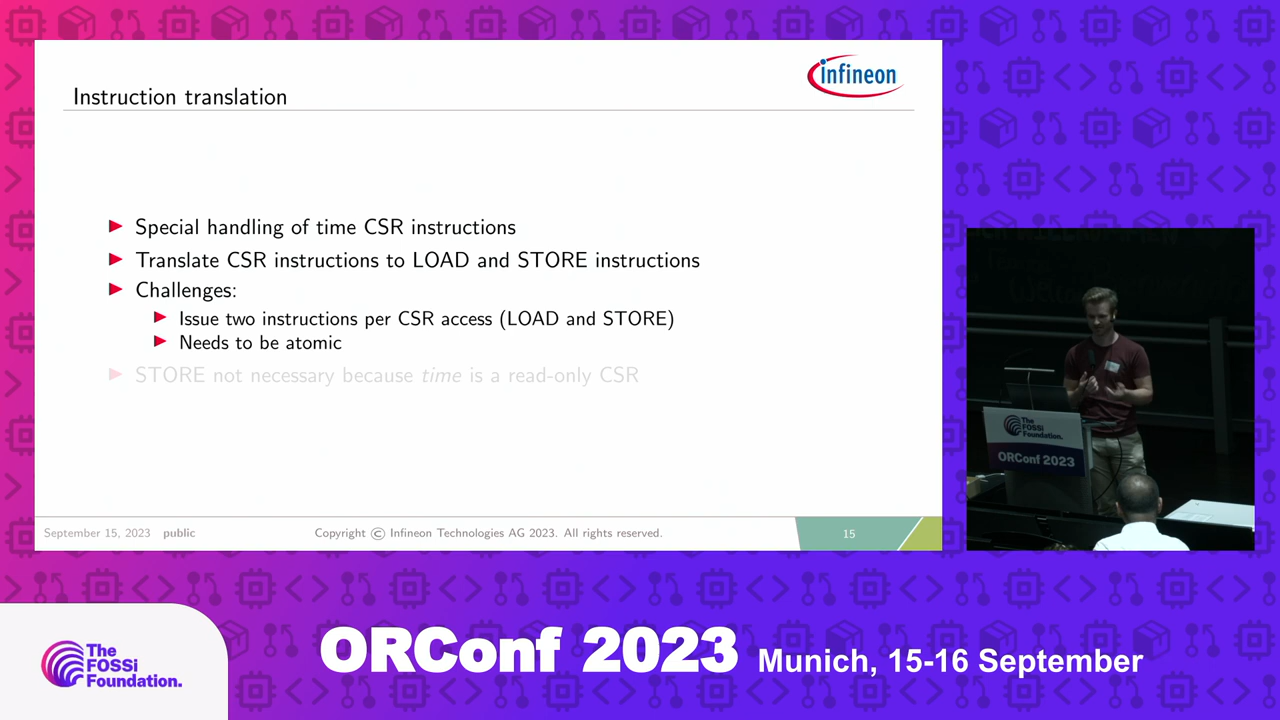 infineon
Instruction translation
Special handling of time CSR instructions
Translate CSR instructions to LOAD and STORE instructions
Challenges:
Issue two instructions per CSR access (LOAD and STORE)
Needs to be atomic
STORE not necessary because time is a read-only CSR
September 15, 2023 public Copyright © Infineon Technologies AG 2023. All rights reserved. 15
The
FOSSi
Foundation.
ORConf 2023
The
FOSSi
Foundation.
ORConf 2023 Munich, 15-16 September